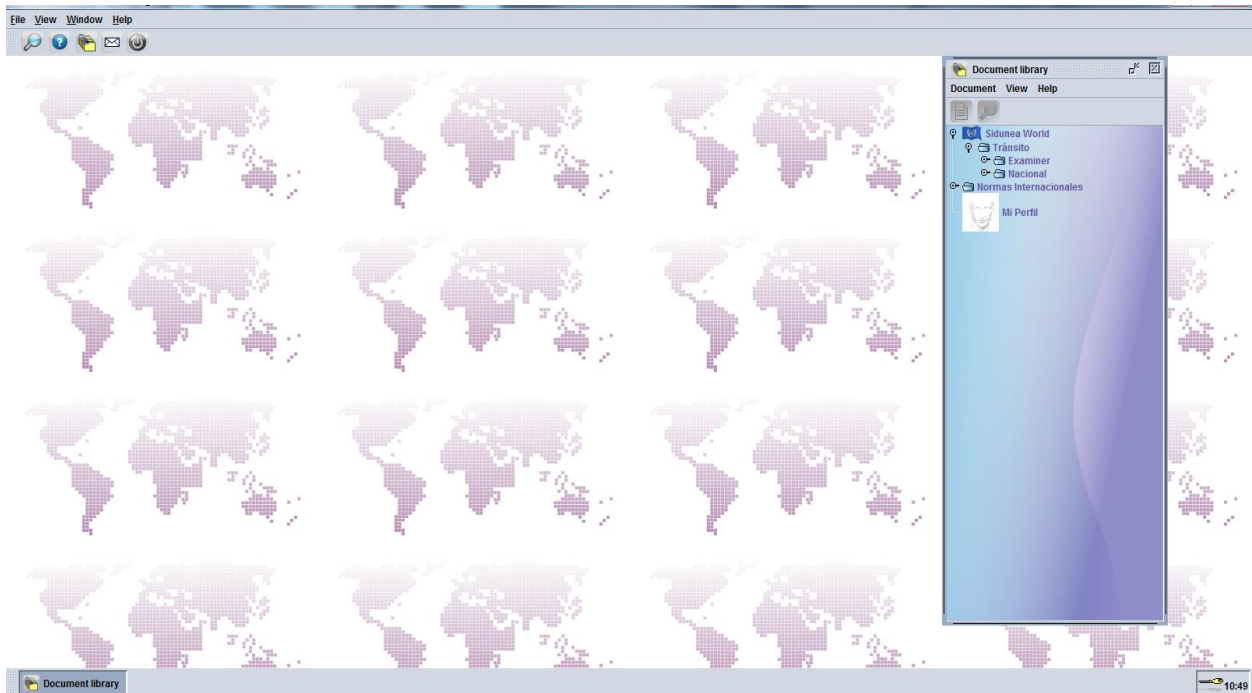 File View Window Help
Document library
Document View Help
Sidunea World
Tránsito
Examiner
Nacional
Normas Internacionales
Mi Perfil
Document library
10:49